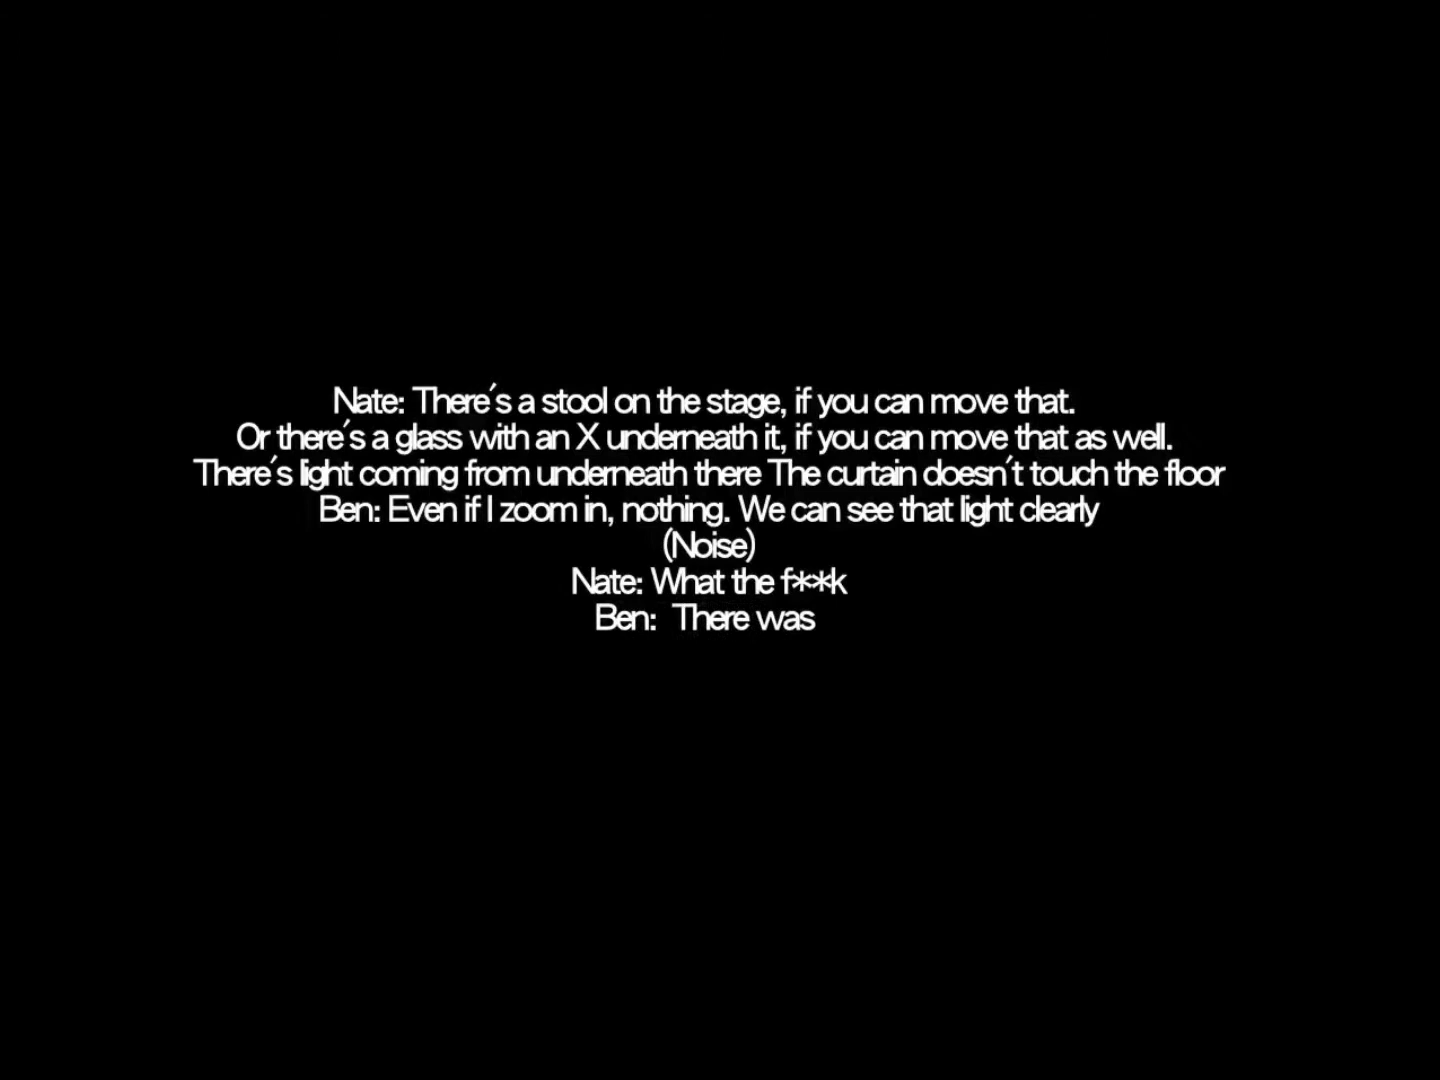 Nate: There's a stool on the stage, if you can move that.
Or there's a glass with an X underneath it, if you can move that as well.
There's light coming from underneath there The curtain doesn't touch the floor
Ben: Even if I zoom in, nothing. We can see that light clearly
(Noise)
Nate: What the f**k
Ben:  There was